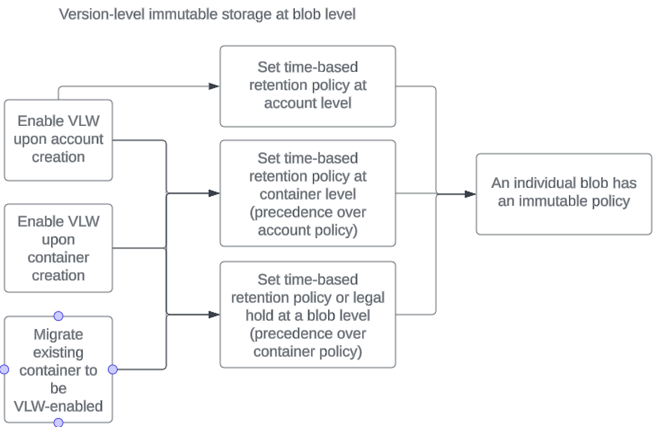 Version-level immutable storage at blob level
Enable VLW
upon account
creation
Enable VLW
upon
container
creation
Migrate
existing
container to
be
VLW-enabled
Set time-based
retention policy at
account level
Set time-based
retention policy at
container level
(precedence over
account policy)
Set time-based
retention policy or legal
hold at a blob level
(precedence over
container policy)
An individual blob has
an immutable policy